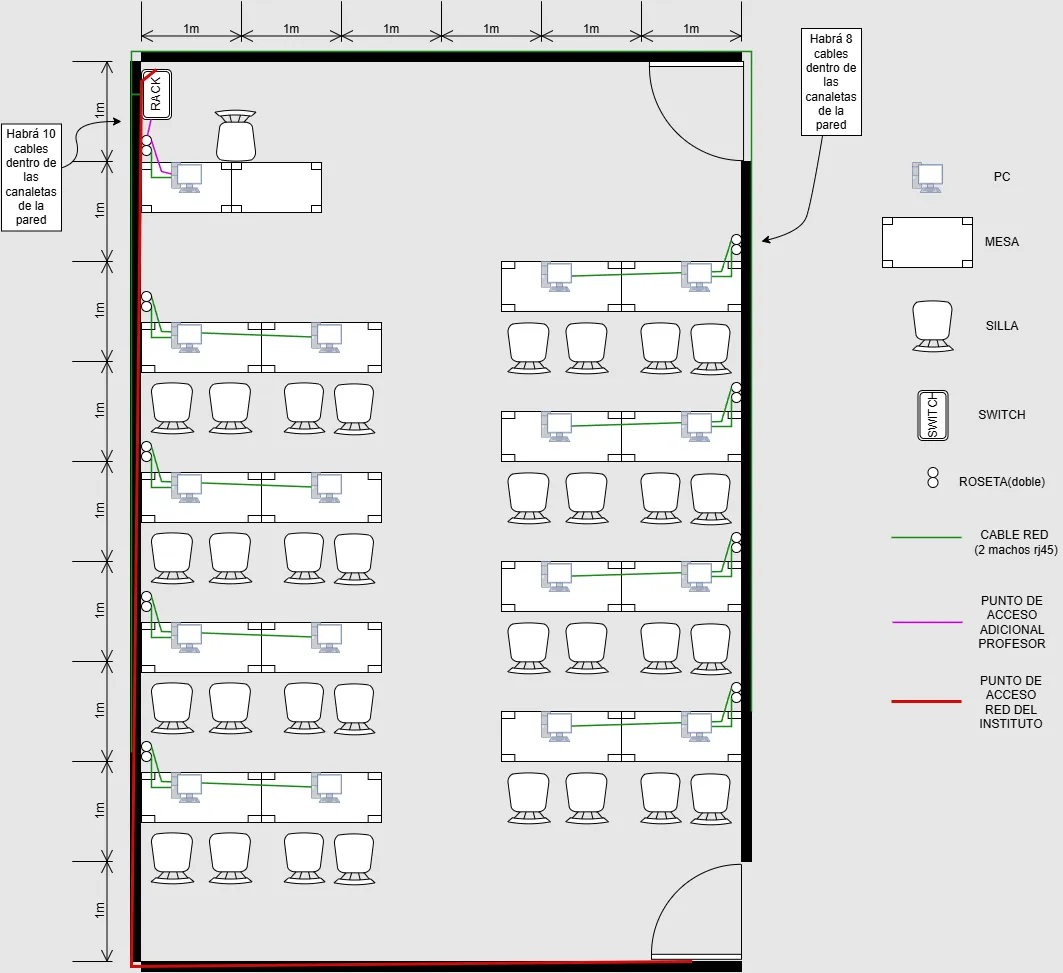 1m
1m
1m
1m
1m
1m
Habrá 8
cables
dentro de
las
canaletas
de la
pared
RACK
1m
Habrá 10
cables
dentro de
las
canaletas
de la
pared
1m
1m
1m
1m
1m
1m
1m
1m
PC
MESA
SILLA
SWITCH
SWITCH
ROSETA(doble)
CABLE RED
(2 machos rj45)
PUNTO DE
ACCESO
ADICIONAL
PROFESOR
PUNTO DE
ACCESO
RED DEL
INSTITUTO